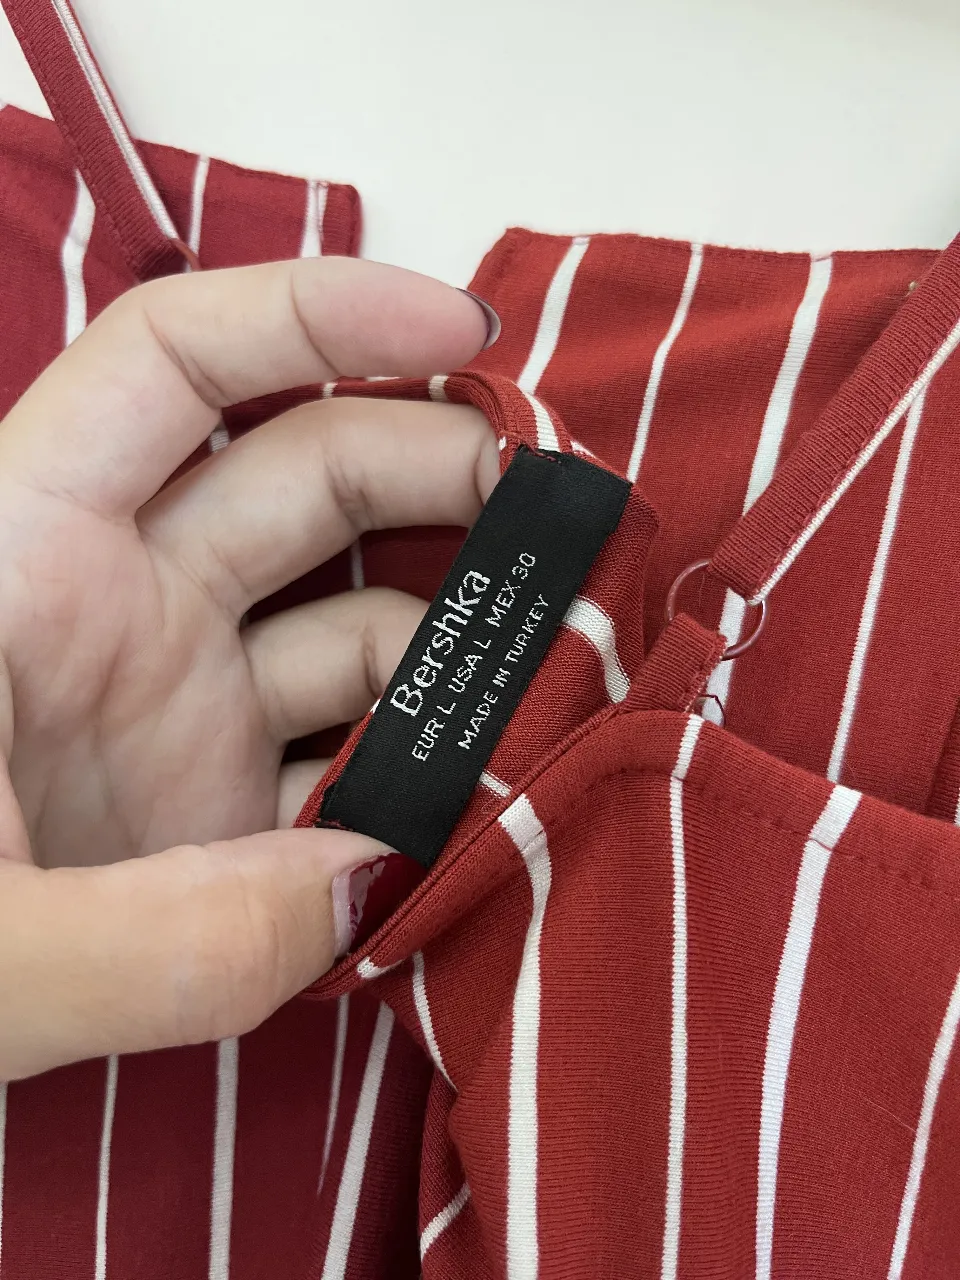 Bershka
EUR L USA L MEX 30
MADE IN TURKEY